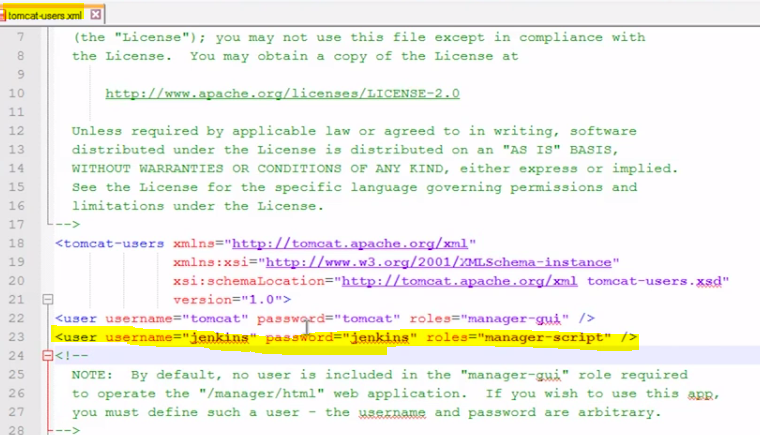 tomcat-users.xml
7 (the "License"); you may not use this file except in compliance with
8 the License.  You may obtain a copy of the License at
9
10 http://www.apache.org/licenses/LICENSE-2.0
11
12 Unless required by applicable law or agreed to in writing, software
13 distributed under the License is distributed on an "AS IS" BASIS,
14 WITHOUT WARRANTIES OR CONDITIONS OF ANY KIND, either express or implied.
15 See the License for the specific language governing permissions and
16 limitations under the License.
17 -->
18 <tomcat-users xmlns="http://tomcat.apache.org/xml"
19 xmlns:xsi="http://www.w3.org/2001/XMLSchema-instance"
20 xsi:schemaLocation="http://tomcat.apache.org/xml tomcat-users.xsd"
21 version="1.0">
22 <user username="tomcat" password="tomcat" roles="manager-gui" />
23 <user username="jenkins" password="jenkins" roles="manager-script" />
24 <!--
25 NOTE:  By default, no user is included in the "manager-gui" role required
26 to operate the "/manager/html" web application.  If you wish to use this app,
27 you must define such a user - the username and password are arbitrary.
28 -->